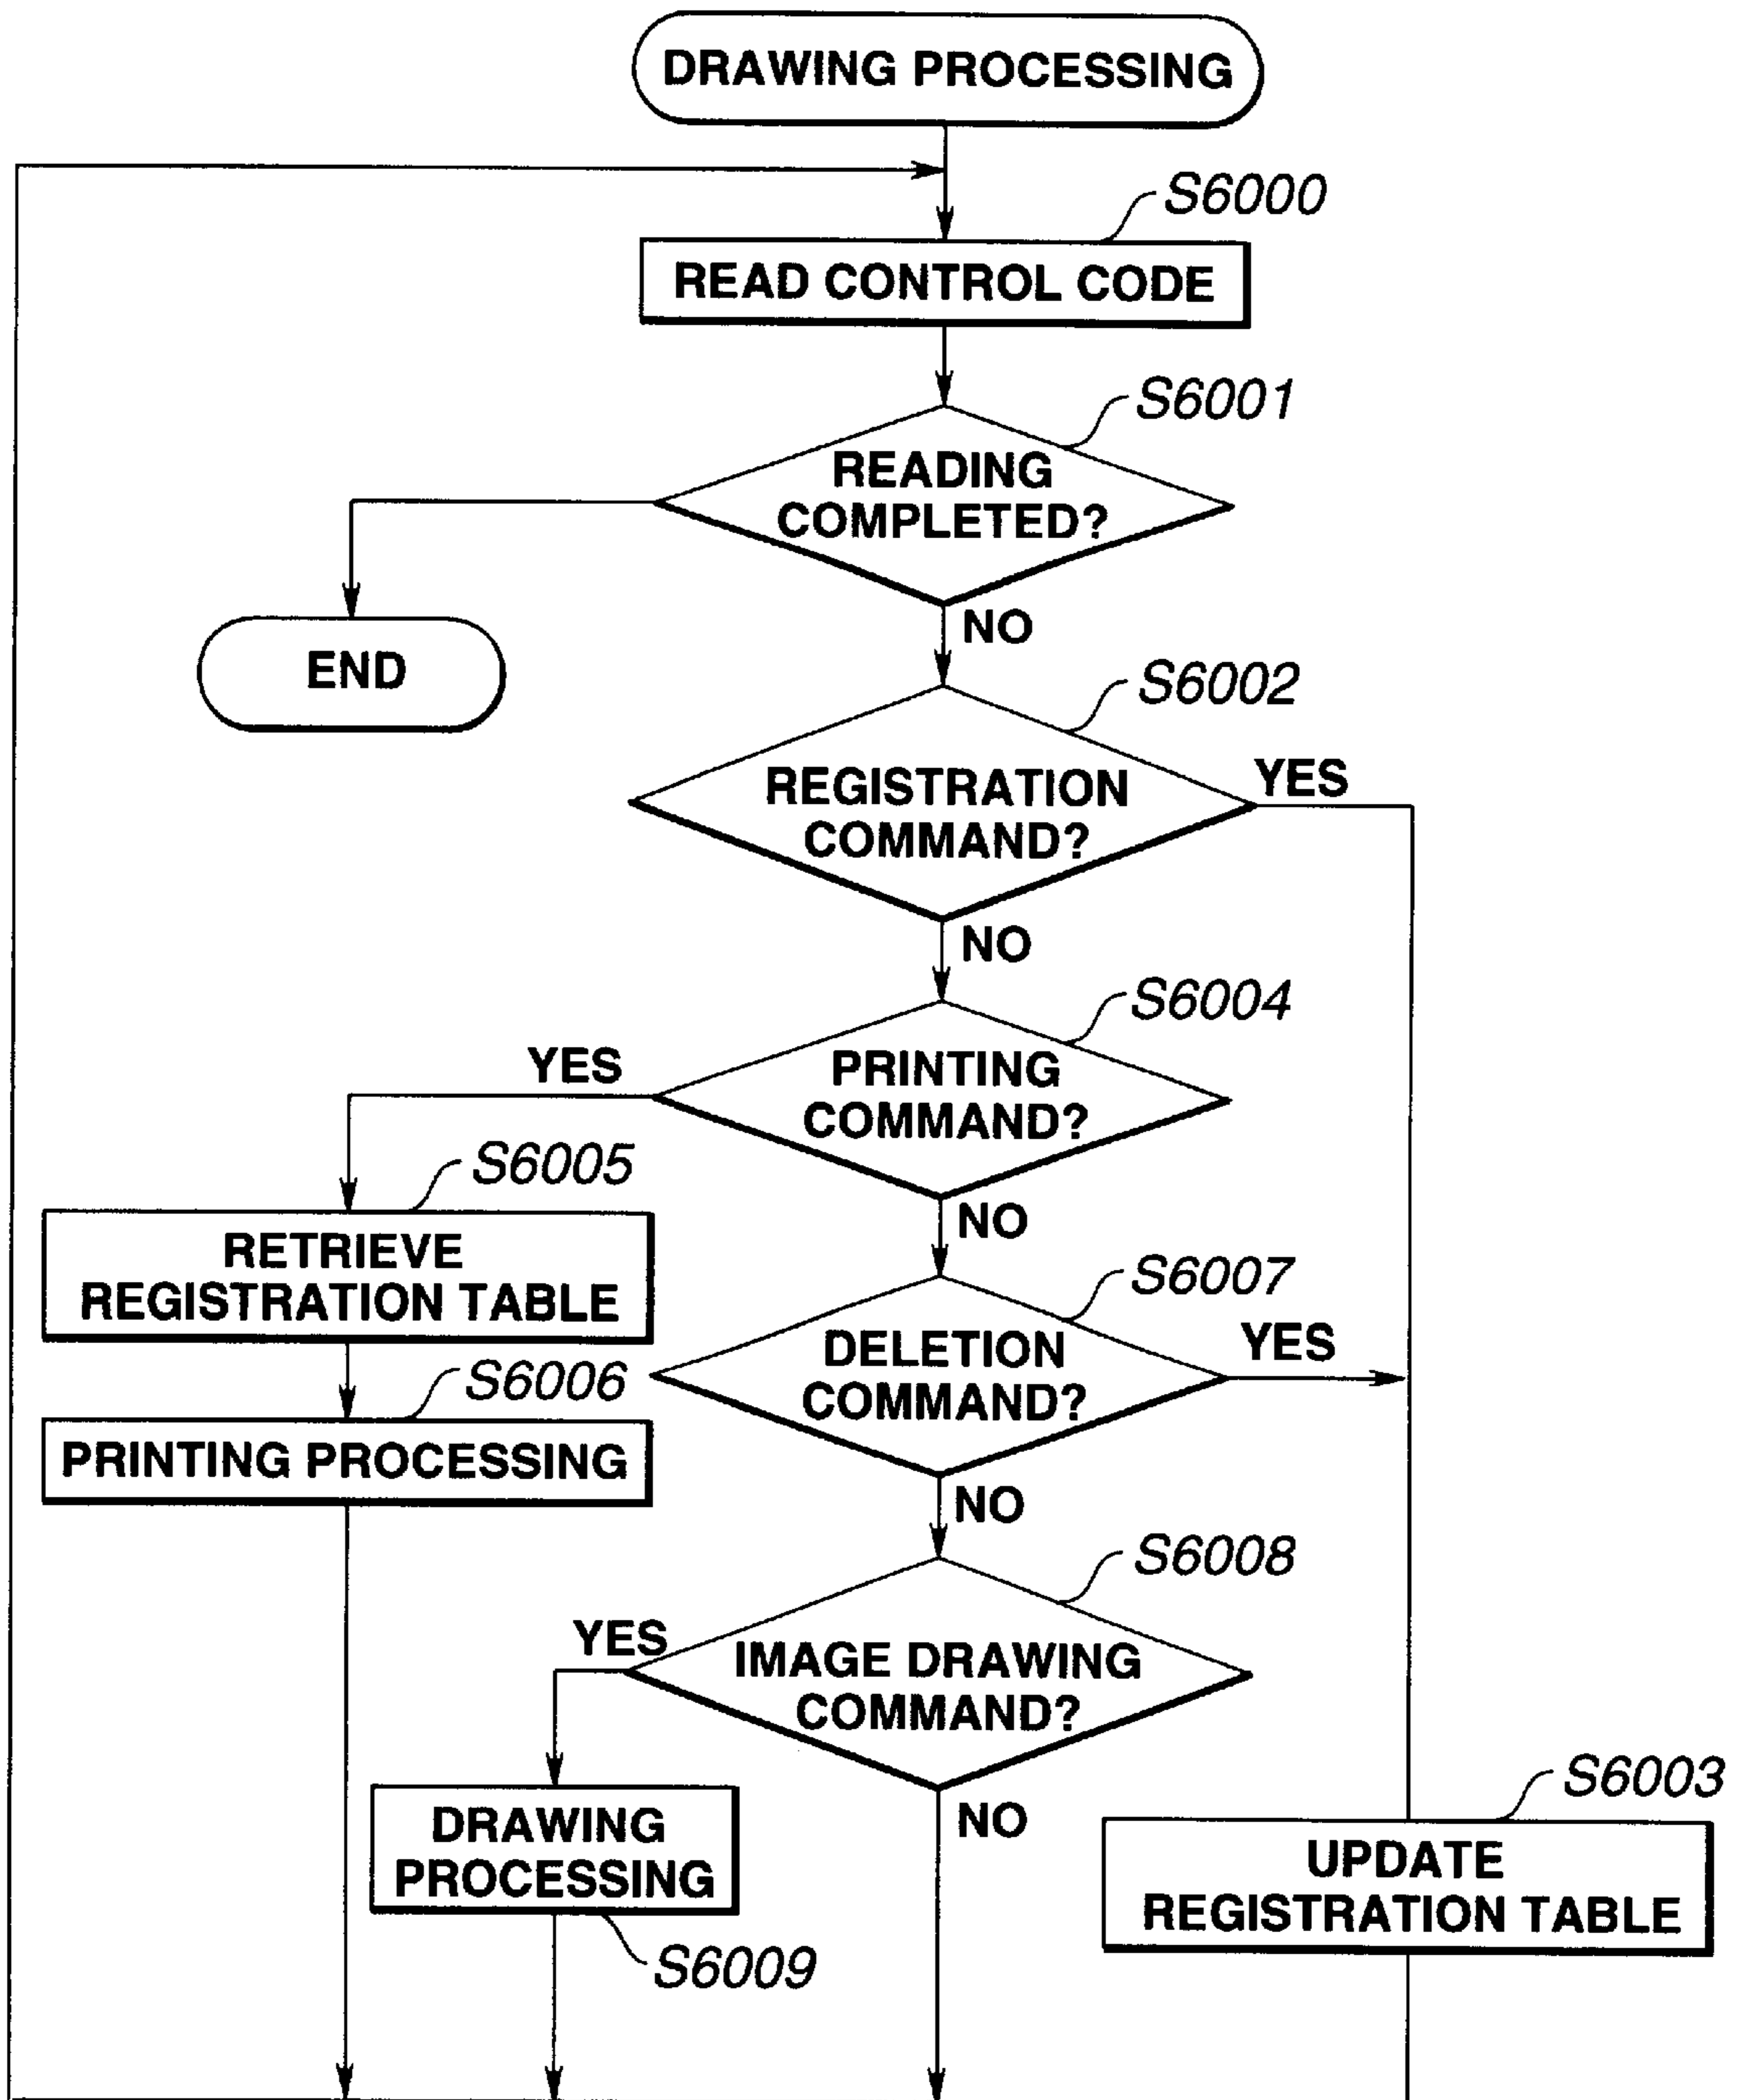 DRAWING PROCESSING
S6000
READ CONTROL CODE
S6001
READING
COMPLETED?
NO
END
S6002
REGISTRATION
COMMAND?
YES
NO
S6004
YES
PRINTING
COMMAND?
S6005
NO
RETRIEVE
REGISTRATION TABLE
S6007
DELETION
COMMAND?
YES
S6006
PRINTING PROCESSING
NO
S6008
YES
IMAGE DRAWING
COMMAND?
S6003
NO
DRAWING
PROCESSING
UPDATE
REGISTRATION TABLE
S6009